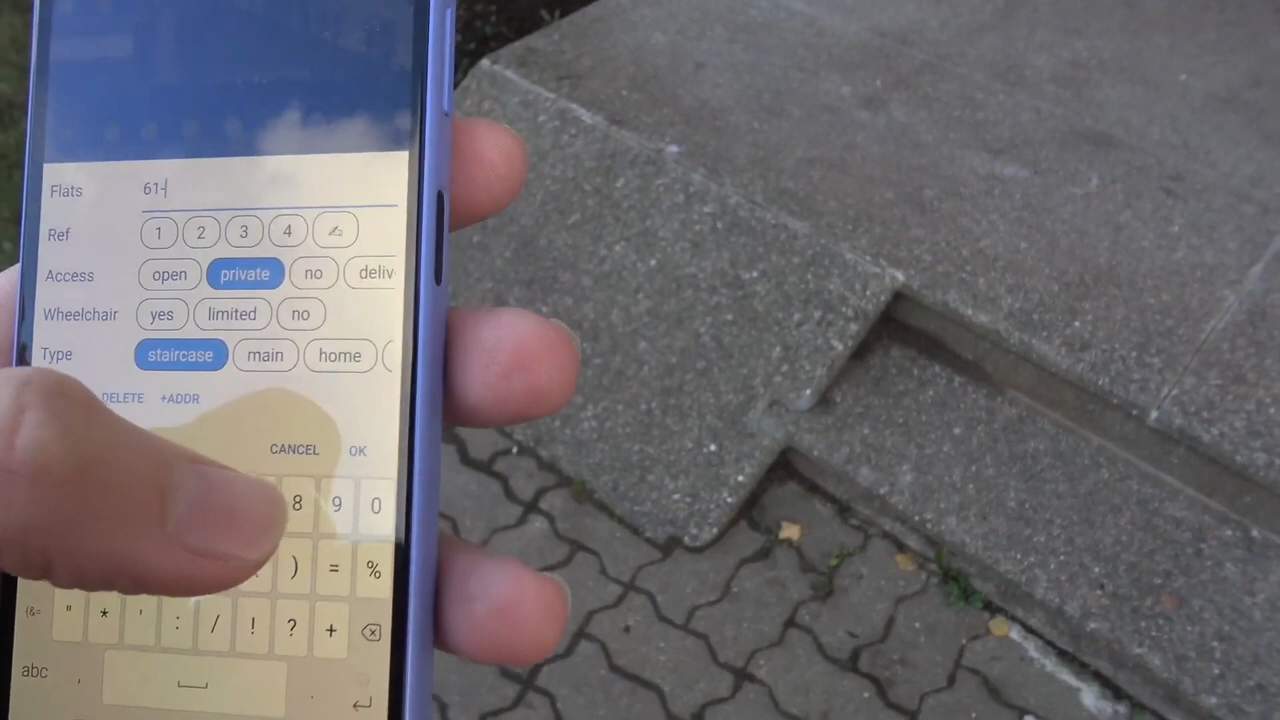 Flats 61-
Ref 1 2 3 4
Access open private no deliv
Wheelchair yes limited no
Type staircase main home
DELETE +ADDR
CANCEL OK
8 9 0
) = %
{&= " * ' : / ! ? +
abc , .